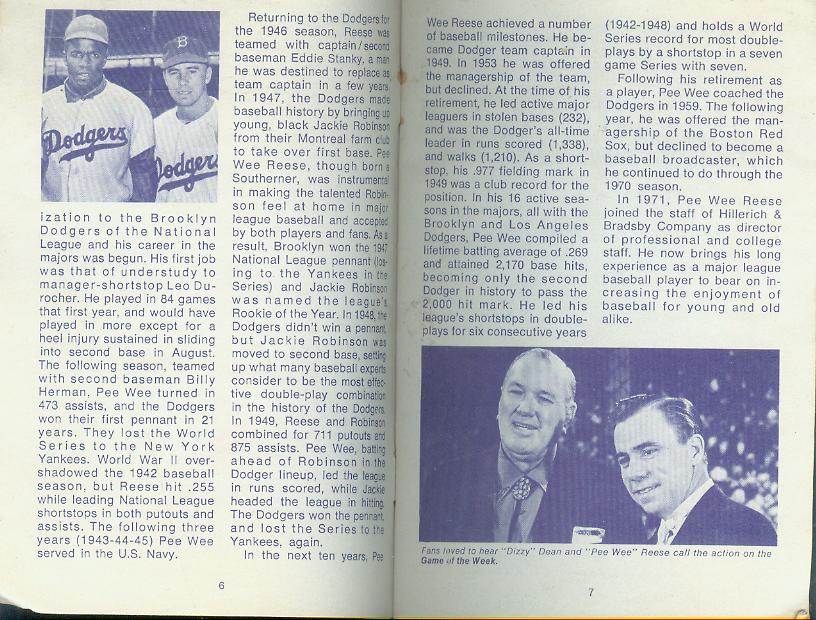 Dodgers
B
Dodgers
ization to the Brooklyn
Dodgers of the National
League and his career in the
majors was begun. His first job
was that of understudy to
manager-shortstop Leo Du-
rocher. He played in 84 games
that first year, and would have
played in more except for a
heel injury sustained in sliding
into second base in August.
The following season, teamed
with second baseman Billy
Herman, Pee Wee turned in
473 assists, and the Dodgers
won their first pennant in 21
years. They lost the World
Series to the New York
Yankees. World War II over-
shadowed the 1942 baseball
season, but Reese hit .255
while leading National League
shortstops in both putouts and
assists. The following three
years (1943-44-45) Pee Wee
served in the U.S. Navy.
Returning to the Dodgers for
the 1946 season, Reese was
teamed with captain/second
baseman Eddie Stanky, a man
he was destined to replace as
team captain in a few years.
In 1947, the Dodgers made
baseball history by bringing up
young, black Jackie Robinson
from their Montreal farm club
to take over first base. Pee
Wee Reese, though born a
Southerner, was instrumental
in making the talented Robin-
son feel at home in major
league baseball and accepted
by both players and fans. As a
result, Brooklyn won the 1947
National League pennant (los-
ing to the Yankees in the
Series) and Jackie Robinson
was named the league's
Rookie of the Year. In 1948, the
Dodgers didn't win a pennant,
but Jackie Robinson was
moved to second base, setting
up what many baseball experts
consider to be the most effec-
tive double-play combination
in the history of the Dodgers.
In 1949, Reese and Robinson
combined for 711 putouts and
875 assists. Pee Wee, batting
ahead of Robinson in the
Dodger lineup, led the league
in runs scored, while Jackie
headed the league in hitting.
The Dodgers won the pennant,
and lost the Series to the
Yankees, again.
In the next ten years, Pee
6
Wee Reese achieved a number
of baseball milestones. He be-
came Dodger team captain in
1949. In 1953 he was offered
the managership of the team,
but declined. At the time of his
retirement, he led active major
leaguers in stolen bases (232),
and was the Dodger's all-time
leader in runs scored (1,338),
and walks (1,210). As a short-
stop, his .977 fielding mark in
1949 was a club record for the
position. In his 16 active sea-
sons in the majors, all with the
Brooklyn and Los Angeles
Dodgers, Pee Wee compiled a
lifetime batting average of .269
and attained 2,170 base hits,
becoming only the second
Dodger in history to pass the
2,000 hit mark. He led his
league's shortstops in double-
plays for six consecutive years
(1942-1948) and holds a World
Series record for most double-
plays by a shortstop in a seven
game Series with seven.
Following his retirement as
a player, Pee Wee coached the
Dodgers in 1959. The following
year, he was offered the man-
agership of the Boston Red
Sox, but declined to become a
baseball broadcaster, which
he continued to do through the
1970 season.
In 1971, Pee Wee Reese
joined the staff of Hillerich &
Bradsby Company as director
of professional and college
staff. He now brings his long
experience as a major league
baseball player to bear on in-
creasing the enjoyment of
baseball for young and old
alike.
Fans loved to hear "Dizzy" Dean and "Pee Wee" Reese call the action on the
Game of the Week.
7